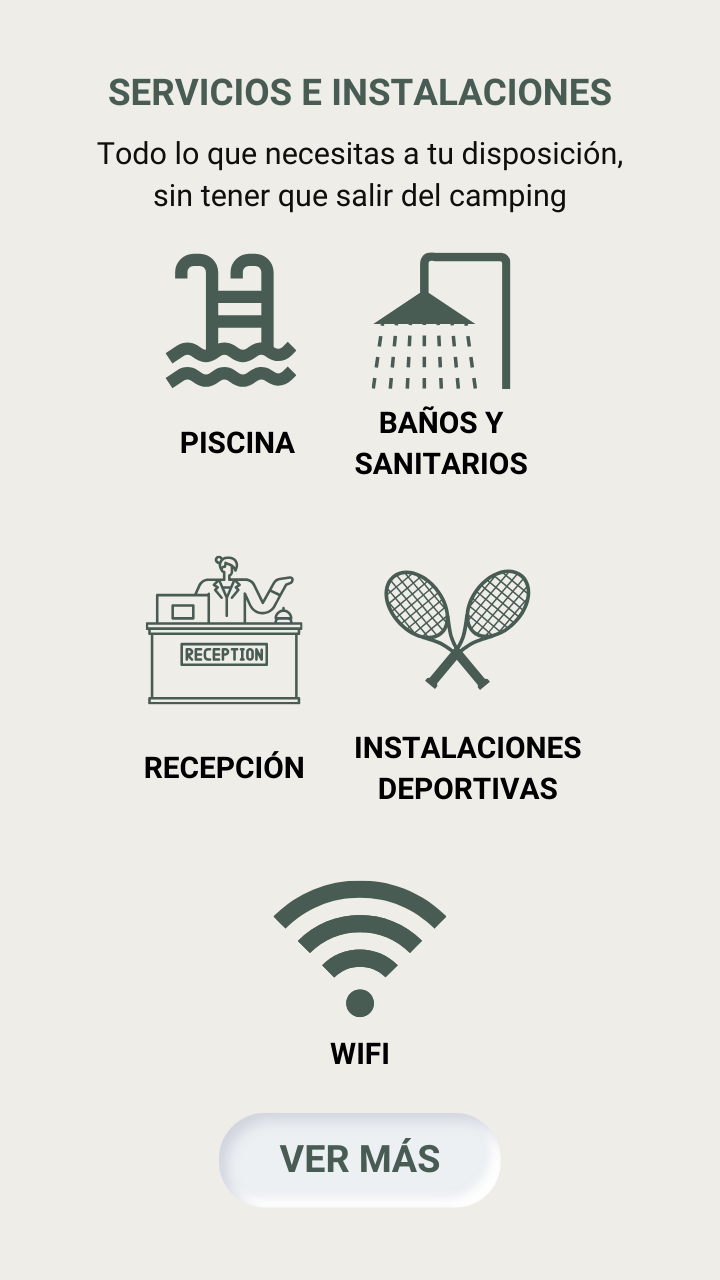 SERVICIOS E INSTALACIONES
Todo lo que necesitas a tu disposición,
sin tener que salir del camping
PISCINA
BAÑOS Y
SANITARIOS
RECEPTION
RECEPCIÓN
INSTALACIONES
DEPORTIVAS
WIFI
VER MÁS